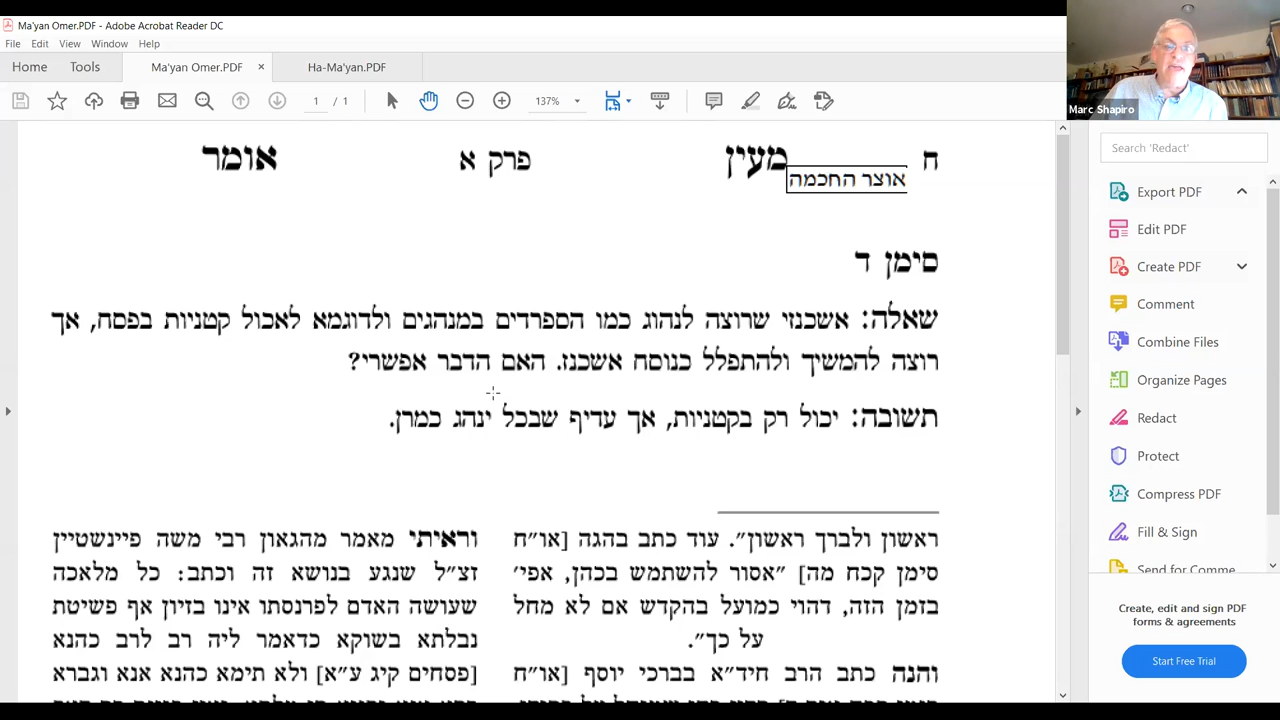 Ma'yan Omer.PDF - Adobe Acrobat Reader DC
File Edit View Window Help
Home Tools Ma'yan Omer.PDF × Ha-Ma'yan.PDF
1 / 1 137%
Marc Shapiro
Search 'Redact'
Export PDF
Edit PDF
Create PDF
Comment
Combine Files
Organize Pages
Redact
Protect
Compress PDF
Fill & Sign
Send for Comme
Create, edit and sign PDF
forms & agreements
Start Free Trial
ח מעין פרק א אומר
אוצר החכמה
סימן ד
שאלה: אשכנזי שרוצה לנהוג כמו הספרדים במנהגים ולדוגמא לאכול קטניות בפסח, אך
רוצה להמשיך ולהתפלל כנוסח אשכנז. האם הדבר אפשרי?
תשובה: יכול רק בקטניות, אך עדיף שבכל ינהג כמרן.
ראשון ולברך ראשון״. עוד כתב בהגה [או״ח
סימן קכח מה] ״אסור להשתמש בכהן, אפי׳
בזמן הזה, דהוי כמועל בהקדש אם לא מחל
על כך״.
והנה כתב הרב חיד״א בברכי יוסף [או״ח
וראיתי מאמר מהגאון רבי משה פיינשטיין
זצ״ל שנגע בנושא זה וכתב: כל מלאכה
שעושה האדם לפרנסתו אינו בזיון אף פשיטת
נבלתא בשוקא כדאמר ליה רב לרב כהנא
[פסחים קיג ע״א] ולא תימא כהנא אנא וגברא